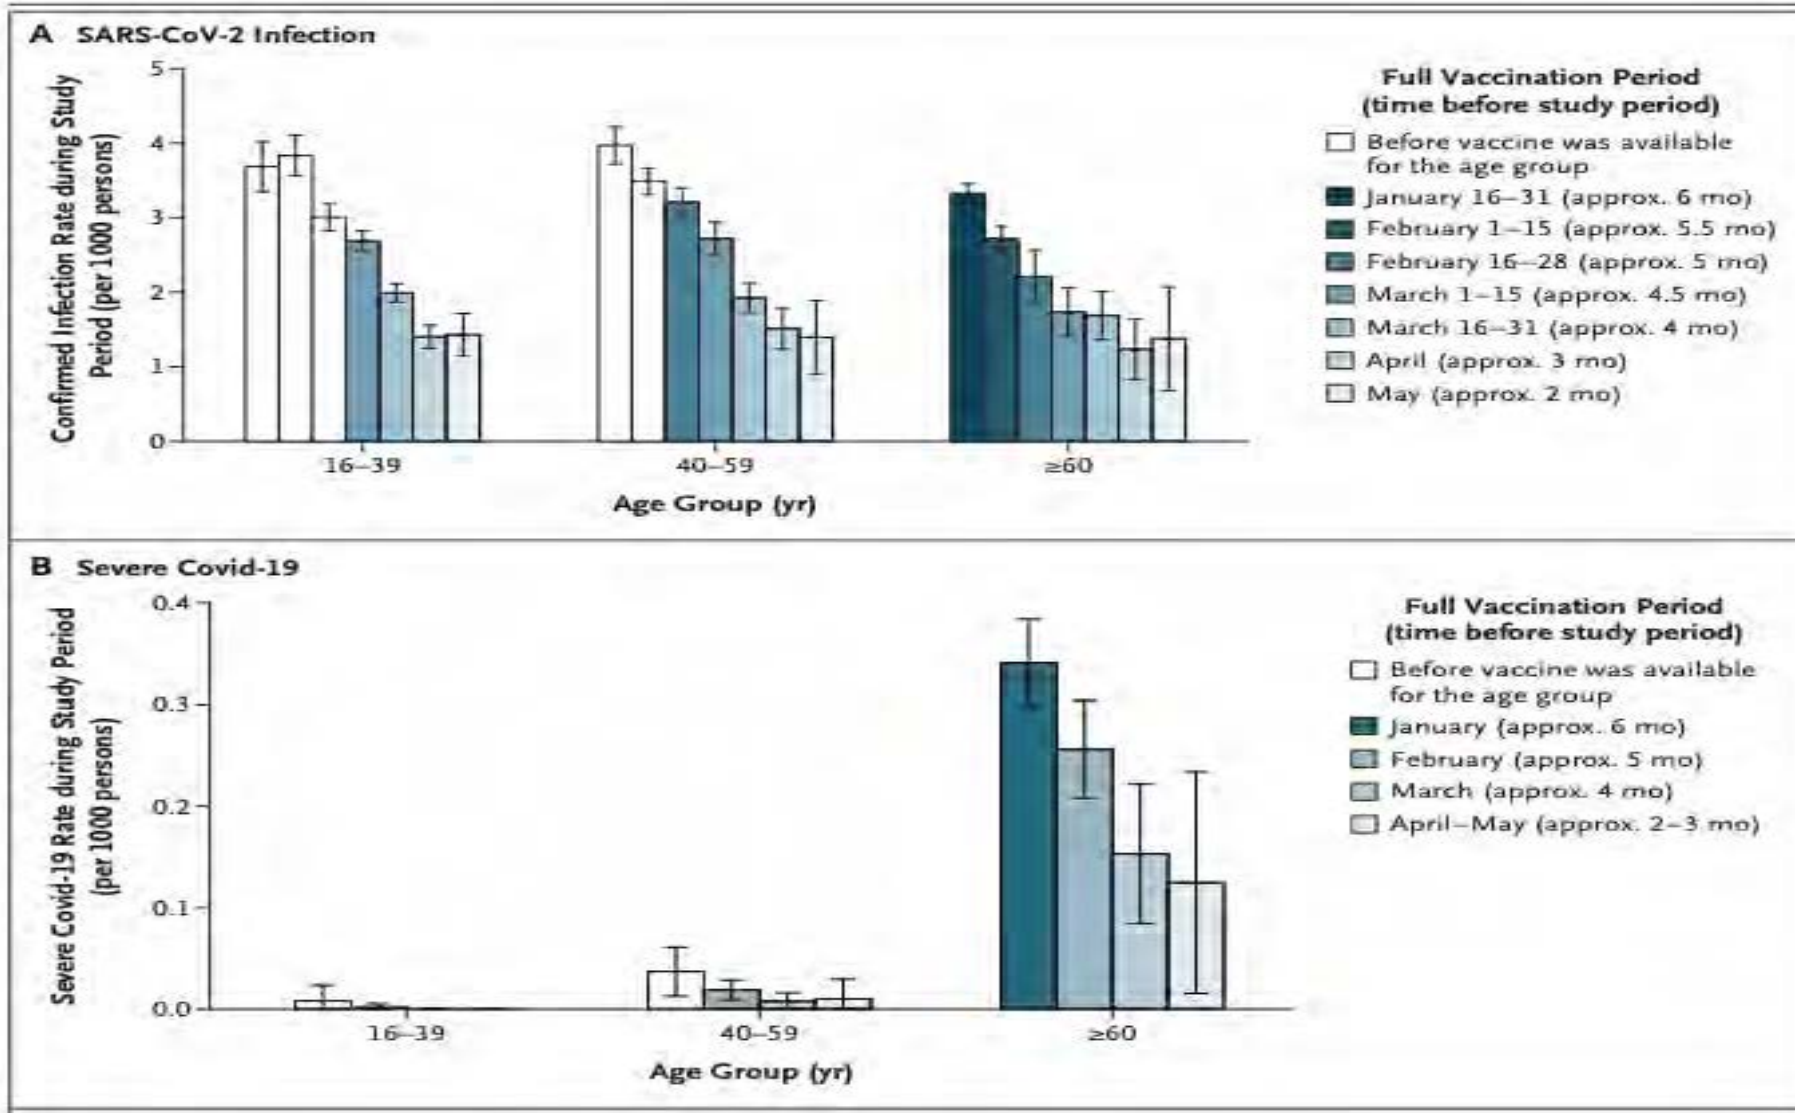 A SARS-CoV-2 Infection
Confirmed Infection Rate during Study
Period (per 1000 persons)
5
4
3
2
1
0
16–39
40–59
≥60
Age Group (yr)
Full Vaccination Period
(time before study period)
Before vaccine was available
for the age group
January 16–31 (approx. 6 mo)
February 1–15 (approx. 5.5 mo)
February 16–28 (approx. 5 mo)
March 1–15 (approx. 4.5 mo)
March 16–31 (approx. 4 mo)
April (approx. 3 mo)
May (approx. 2 mo)
B Severe Covid-19
Severe Covid-19 Rate during Study Period
(per 1000 persons)
0.4
0.3
0.2
0.1
0.0
16–39
40–59
≥60
Age Group (yr)
Full Vaccination Period
(time before study period)
Before vaccine was available
for the age group
January (approx. 6 mo)
February (approx. 5 mo)
March (approx. 4 mo)
April–May (approx. 2–3 mo)